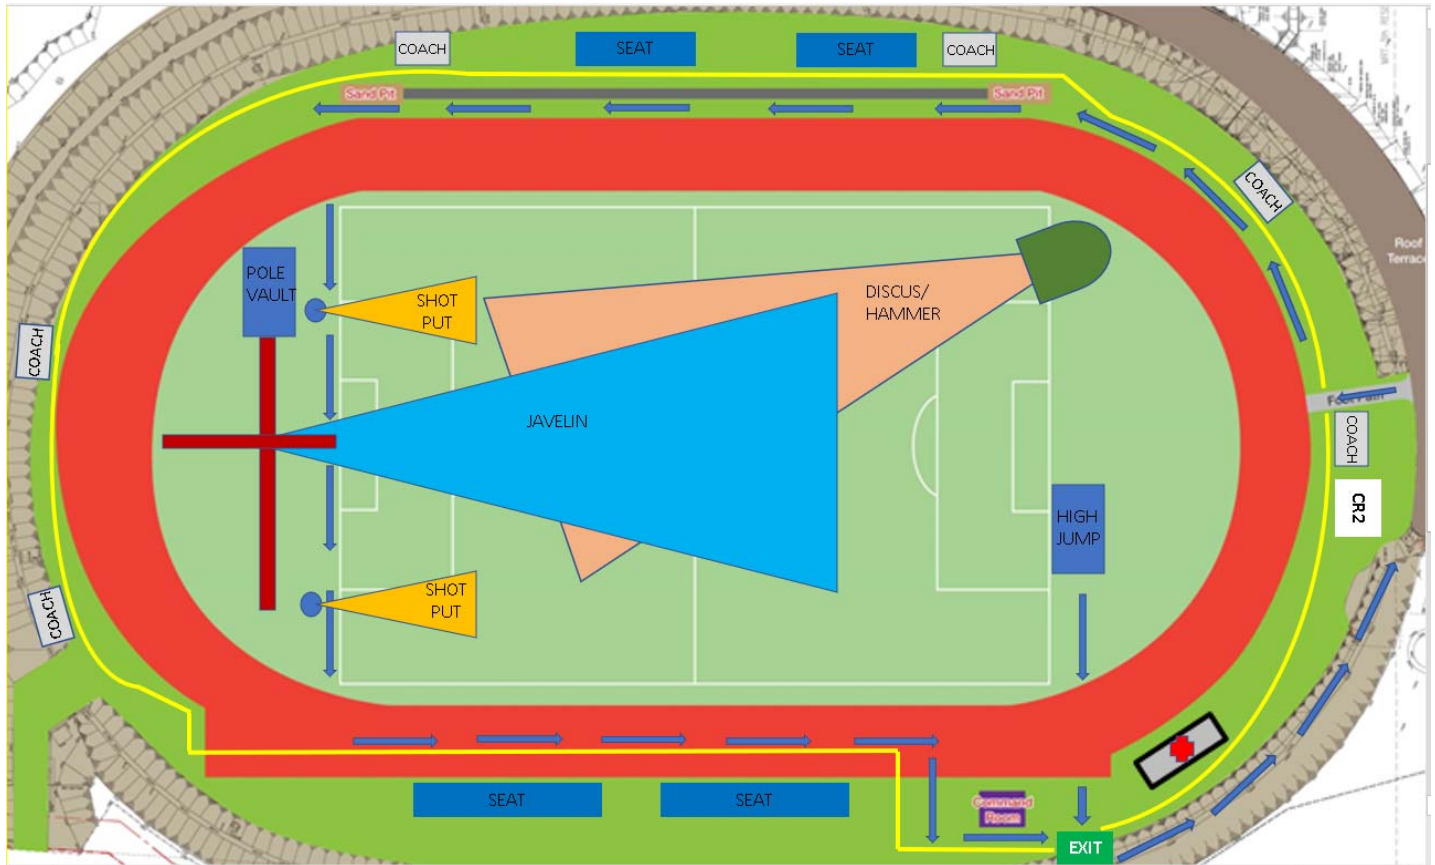 COACH
SEAT
SEAT
COACH
Sand Pit
Sand Pit
COACH
Roof
Terrace
POLE
VAULT
SHOT
PUT
DISCUS/
HAMMER
COACH
JAVELIN
COACH
CR2
HIGH
JUMP
SHOT
PUT
COACH
SEAT
SEAT
Command
Room
EXIT